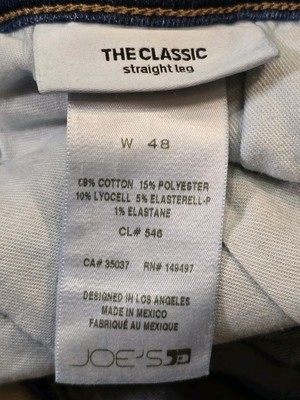 THE CLASSIC
straight leg
W 48
69% COTTON 15% POLYESTER
10% LYOCELL 5% ELASTERELL-P
1% ELASTANE
CL# 546
CA# 35037 RN# 149497
DESIGNED IN LOS ANGELES
MADE IN MEXICO
FABRIQUÉ AU MEXIQUE
JOE'S